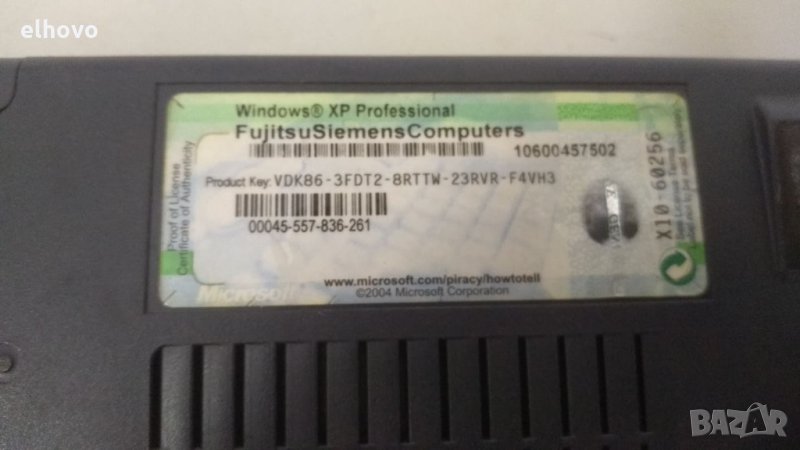 elhovo
Windows® XP Professional
FujitsuSiemensComputers
10600457502
Product Key: VDK86-3FDT2-8RTTW-23RVR-F4VH3
00045-557-836-261
www.microsoft.com/piracy/howtotell
©2004 Microsoft Corporation
Microsoft
Proof of License
Certificate of Authenticity
X10-60256
BAZAR